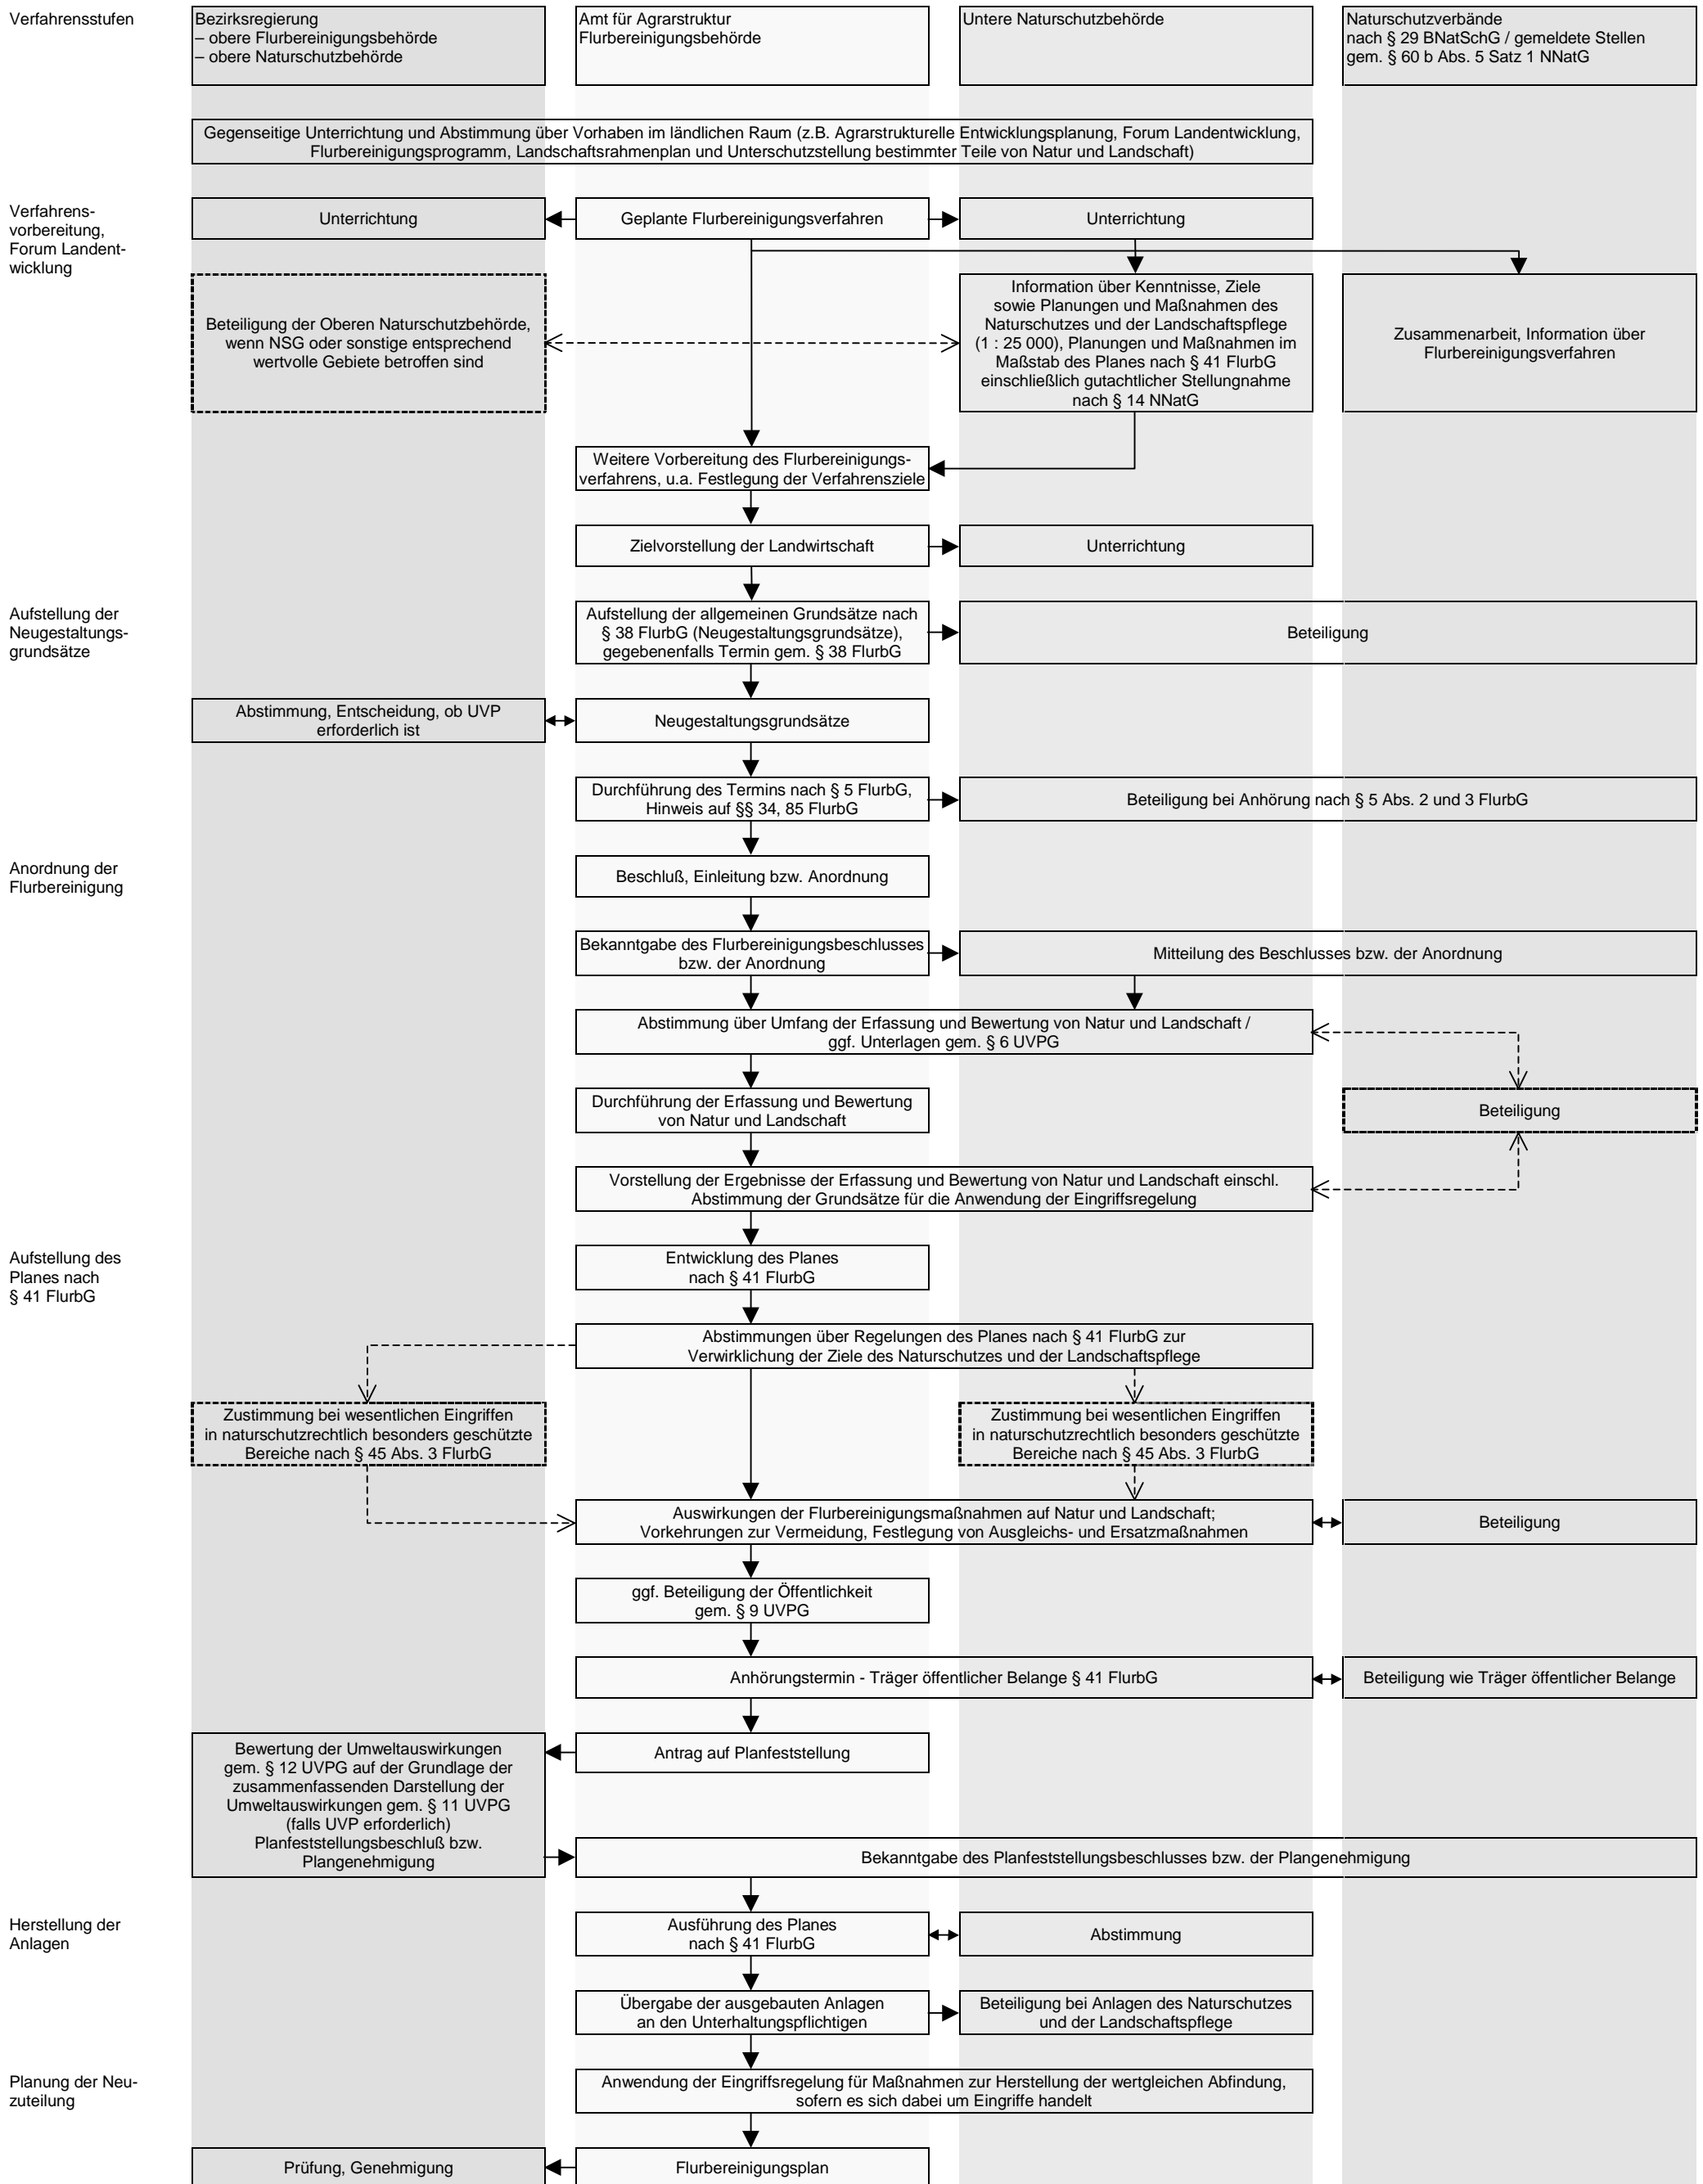 Verfahrensstufen
Bezirksregierung
– obere Flurbereinigungsbehörde
– obere Naturschutzbehörde
Amt für Agrarstruktur
Flurbereinigungsbehörde
Untere Naturschutzbehörde
Naturschutzverbände
nach § 29 BNatSchG / gemeldete Stellen
gem. § 60 b Abs. 5 Satz 1 NNatG
Gegenseitige Unterrichtung und Abstimmung über Vorhaben im ländlichen Raum (z.B. Agrarstrukturelle Entwicklungsplanung, Forum Landentwicklung,
Flurbereinigungsprogramm, Landschaftsrahmenplan und Unterschutzstellung bestimmter Teile von Natur und Landschaft)
Verfahrens-
vorbereitung,
Forum Landent-
wicklung
Unterrichtung
Geplante Flurbereinigungsverfahren
Unterrichtung
Beteiligung der Oberen Naturschutzbehörde,
wenn NSG oder sonstige entsprechend
wertvolle Gebiete betroffen sind
Information über Kenntnisse, Ziele
sowie Planungen und Maßnahmen des
Naturschutzes und der Landschaftspflege
(1 : 25 000), Planungen und Maßnahmen im
Maßstab des Planes nach § 41 FlurbG
einschließlich gutachtlicher Stellungnahme
nach § 14 NNatG
Zusammenarbeit, Information über
Flurbereinigungsverfahren
Weitere Vorbereitung des Flurbereinigungs-
verfahrens, u.a. Festlegung der Verfahrensziele
Zielvorstellung der Landwirtschaft
Unterrichtung
Aufstellung der
Neugestaltungs-
grundsätze
Aufstellung der allgemeinen Grundsätze nach
§ 38 FlurbG (Neugestaltungsgrundsätze),
gegebenenfalls Termin gem. § 38 FlurbG
Beteiligung
Abstimmung, Entscheidung, ob UVP
erforderlich ist
Neugestaltungsgrundsätze
Durchführung des Termins nach § 5 FlurbG,
Hinweis auf §§ 34, 85 FlurbG
Beteiligung bei Anhörung nach § 5 Abs. 2 und 3 FlurbG
Anordnung der
Flurbereinigung
Beschluß, Einleitung bzw. Anordnung
Bekanntgabe des Flurbereinigungsbeschlusses
bzw. der Anordnung
Mitteilung des Beschlusses bzw. der Anordnung
Abstimmung über Umfang der Erfassung und Bewertung von Natur und Landschaft /
ggf. Unterlagen gem. § 6 UVPG
Durchführung der Erfassung und Bewertung
von Natur und Landschaft
Beteiligung
Vorstellung der Ergebnisse der Erfassung und Bewertung von Natur und Landschaft einschl.
Abstimmung der Grundsätze für die Anwendung der Eingriffsregelung
Aufstellung des
Planes nach
§ 41 FlurbG
Entwicklung des Planes
nach § 41 FlurbG
Abstimmungen über Regelungen des Planes nach § 41 FlurbG zur
Verwirklichung der Ziele des Naturschutzes und der Landschaftspflege
Zustimmung bei wesentlichen Eingriffen
in naturschutzrechtlich besonders geschützte
Bereiche nach § 45 Abs. 3 FlurbG
Zustimmung bei wesentlichen Eingriffen
in naturschutzrechtlich besonders geschützte
Bereiche nach § 45 Abs. 3 FlurbG
Auswirkungen der Flurbereinigungsmaßnahmen auf Natur und Landschaft;
Vorkehrungen zur Vermeidung, Festlegung von Ausgleichs- und Ersatzmaßnahmen
Beteiligung
ggf. Beteiligung der Öffentlichkeit
gem. § 9 UVPG
Anhörungstermin - Träger öffentlicher Belange § 41 FlurbG
Beteiligung wie Träger öffentlicher Belange
Bewertung der Umweltauswirkungen
gem. § 12 UVPG auf der Grundlage der
zusammenfassenden Darstellung der
Umweltauswirkungen gem. § 11 UVPG
(falls UVP erforderlich)
Planfeststellungsbeschluß bzw.
Plangenehmigung
Antrag auf Planfeststellung
Bekanntgabe des Planfeststellungsbeschlusses bzw. der Plangenehmigung
Herstellung der
Anlagen
Ausführung des Planes
nach § 41 FlurbG
Abstimmung
Übergabe der ausgebauten Anlagen
an den Unterhaltungspflichtigen
Beteiligung bei Anlagen des Naturschutzes
und der Landschaftspflege
Planung der Neu-
zuteilung
Anwendung der Eingriffsregelung für Maßnahmen zur Herstellung der wertgleichen Abfindung,
sofern es sich dabei um Eingriffe handelt
Prüfung, Genehmigung
Flurbereinigungsplan